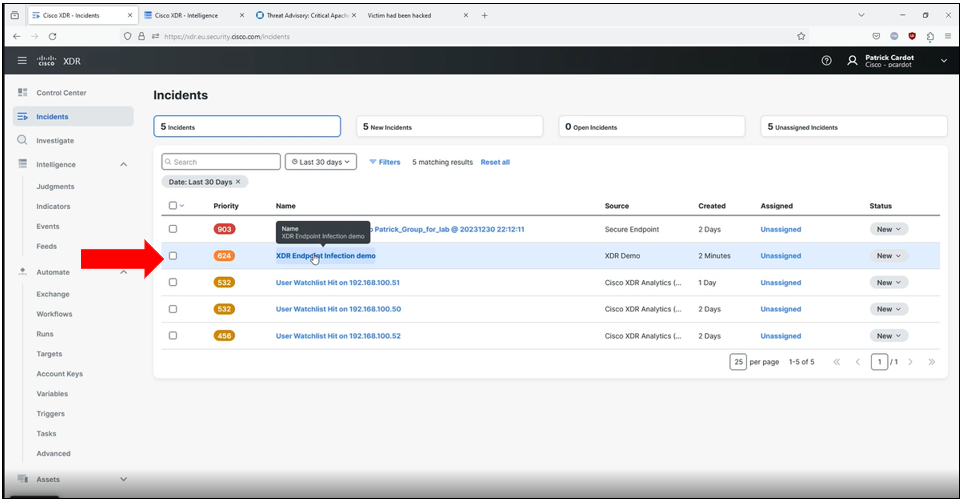 Cisco XDR - Incidents
Cisco XDR - Intelligence
Threat Advisory: Critical Apach
Victim had been hacked
https://xdr.eu.security.cisco.com/incidents
cisco XDR
Patrick Cardot
Cisco - pcardot
Control Center
Incidents
Investigate
Intelligence
Judgments
Indicators
Events
Feeds
Automate
Exchange
Workflows
Runs
Targets
Account Keys
Variables
Triggers
Tasks
Advanced
Assets
Incidents
5 Incidents
5 New Incidents
0 Open Incidents
5 Unassigned Incidents
Search
Last 30 days
Filters
5 matching results
Reset all
Date: Last 30 Days
Priority Name Source Created Assigned Status
903 Patrick_Group_for_lab @ 20231230 22:12:11 Secure Endpoint 2 Days Unassigned New
Name
XDR Endpoint Infection demo
624 XDR Endpoint Infection demo XDR Demo 2 Minutes Unassigned New
532 User Watchlist Hit on 192.168.100.51 Cisco XDR Analytics (... 1 Day Unassigned New
532 User Watchlist Hit on 192.168.100.50 Cisco XDR Analytics (... 2 Days Unassigned New
456 User Watchlist Hit on 192.168.100.52 Cisco XDR Analytics (... 2 Days Unassigned New
25 per page 1-5 of 5 1 / 1